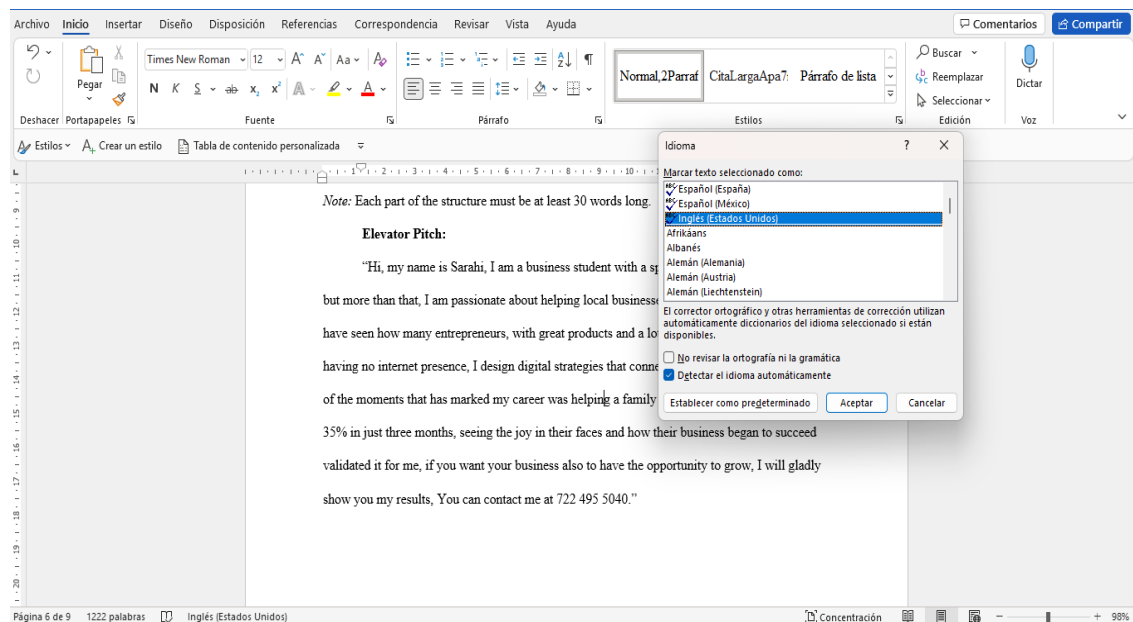 Archivo Inicio Insertar Diseño Disposición Referencias Correspondencia Revisar Vista Ayuda Comentarios Compartir
Pegar
Times New Roman 12 A A Aa A
N K S ab x₂ x² A A
Normal,2Parraf CitaLargaApa7: Párrafo de lista
Buscar
Reemplazar
Seleccionar
Dictar
Deshacer Portapapeles Fuente Párrafo Estilos Edición Voz
Estilos Crear un estilo Tabla de contenido personalizada
Note: Each part of the structure must be at least 30 words long.
Elevator Pitch:
“Hi, my name is Sarahi, I am a business student with a
but more than that, I am passionate about helping local
have seen how many entrepreneurs, with great products and a
having no internet presence, I design digital strategies that
of the moments that has marked my career was helping a family
35% in just three months, seeing the joy in their faces and how their business began to succeed
validated it for me, if you want your business also to have the opportunity to grow, I will gladly
show you my results, You can contact me at 722 495 5040.”
Idioma ? X
Marcar texto seleccionado como:
Español (España)
Español (México)
Inglés (Estados Unidos)
Afrikáans
Albanés
Alemán (Alemania)
Alemán (Austria)
Alemán (Liechtenstein)
El corrector ortográfico y otras herramientas de corrección utilizan
automáticamente diccionarios del idioma seleccionado si están
disponibles.
No revisar la ortografía ni la gramática
Detectar el idioma automáticamente
Establecer como predeterminado Aceptar Cancelar
Página 6 de 9 1222 palabras Inglés (Estados Unidos) Concentración 98%